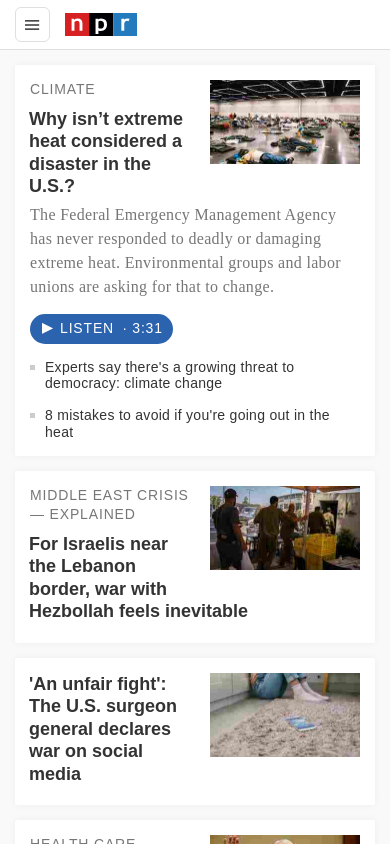 npr
CLIMATE
Why isn’t extreme
heat considered a
disaster in the
U.S.?
The Federal Emergency Management Agency
has never responded to deadly or damaging
extreme heat. Environmental groups and labor
unions are asking for that to change.
LISTEN · 3:31
Experts say there's a growing threat to
democracy: climate change
8 mistakes to avoid if you're going out in the
heat
MIDDLE EAST CRISIS
— EXPLAINED
For Israelis near
the Lebanon
border, war with
Hezbollah feels inevitable
'An unfair fight':
The U.S. surgeon
general declares
war on social
media
HEALTH CARE